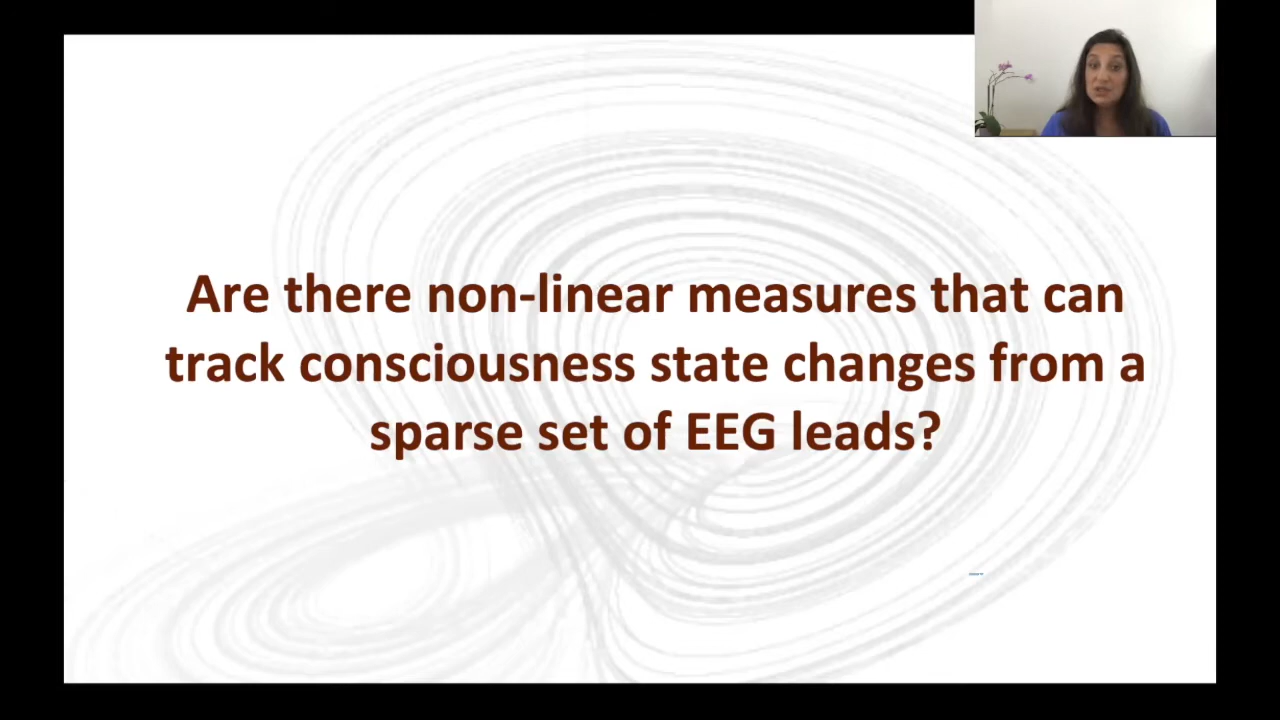 Are there non-linear measures that can
track consciousness state changes from a
sparse set of EEG leads?